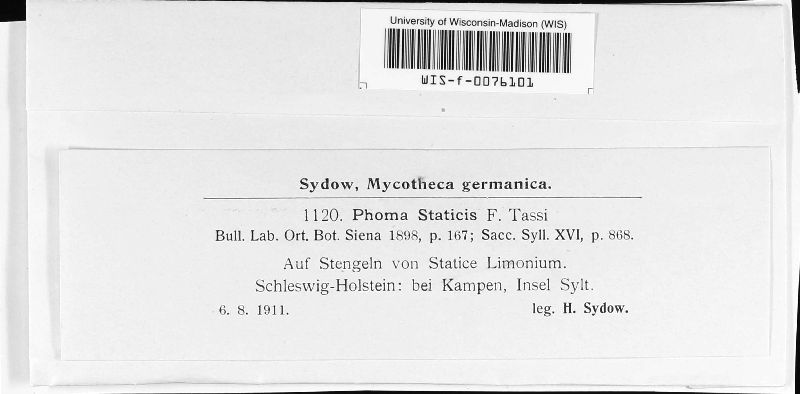 University of Wisconsin-Madison (WIS)
WIS-f-0076101
Sydow, Mycotheca germanica.
1120. Phoma Staticis F. Tassi
Bull. Lab. Ort. Bot. Siena 1898, p. 167; Sacc. Syll. XVI, p. 868.
Auf Stengeln von Statice Limonium.
Schleswig-Holstein: bei Kampen, Insel Sylt.
6. 8. 1911. leg. H. Sydow.